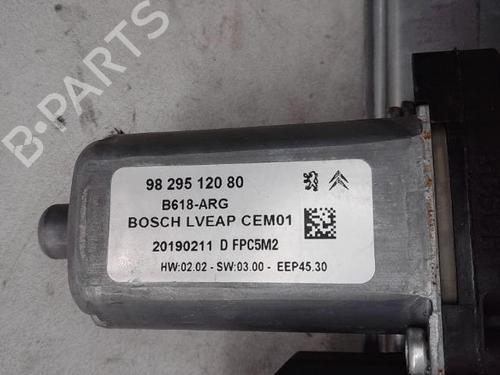 B-PARTS
98 295 120 80
B618-ARG
BOSCH LVEAP CEM01
20190211 D FPC5M2
HW:02.02 - SW:03.00 - EEP45.30